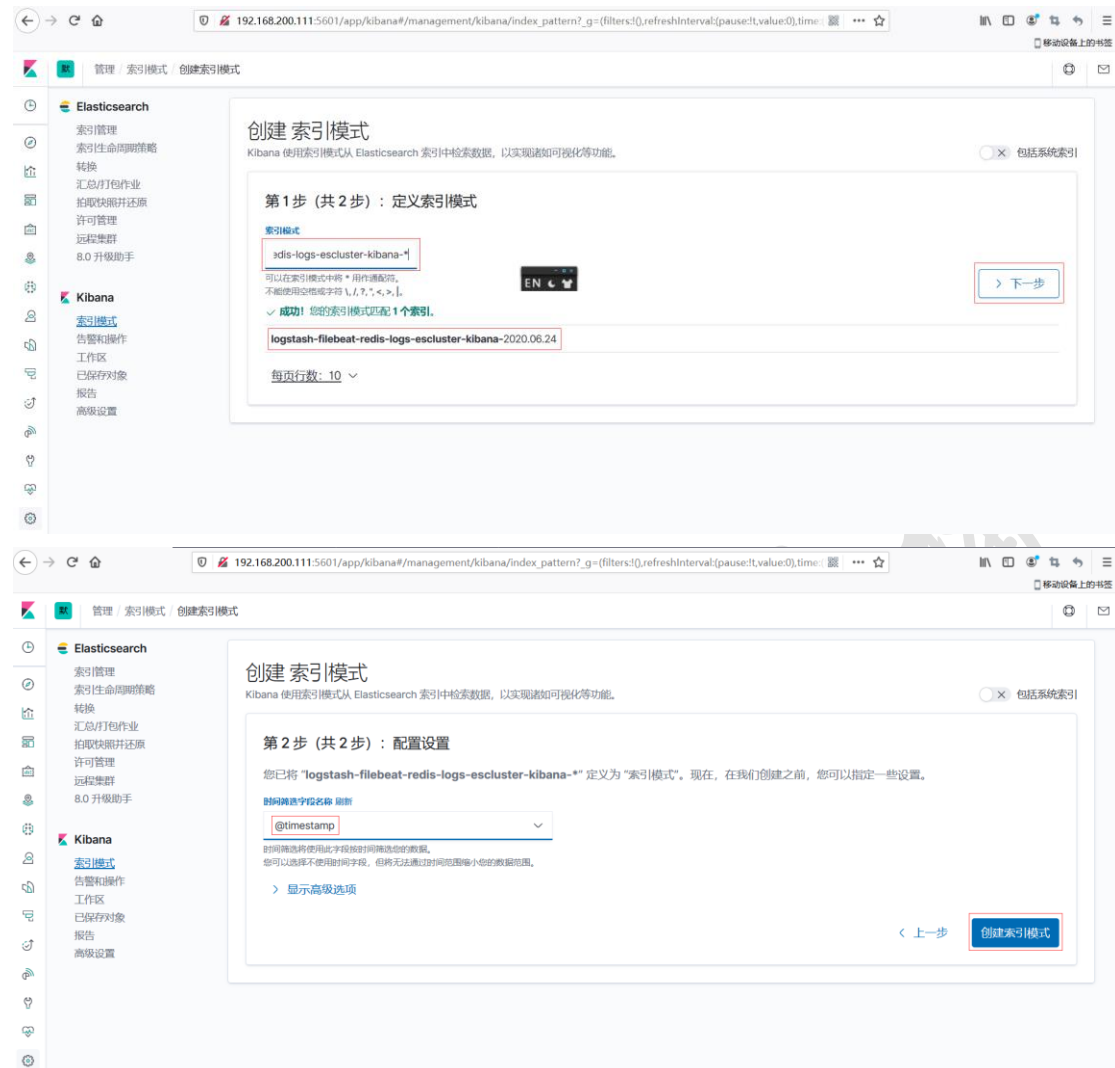 192.168.200.111:5601/app/kibana#/management/kibana/index_pattern?_g=(filters:!(),refreshInterval:(pause:!t,value:0),time:(
移动设备上的书签
默 管理 / 索引模式 / 创建索引模式
Elasticsearch
索引管理
索引生命周期策略
转换
汇总/打包作业
拍取快照并还原
许可管理
远程集群
8.0 升级助手
Kibana
索引模式
告警和操作
工作区
已保存对象
报告
高级设置
创建 索引模式
Kibana 使用索引模式从 Elasticsearch 索引中检索数据，以实现诸如可视化等功能。
包括系统索引
第 1 步（共 2 步）：定义索引模式
索引模式
edis-logs-escluster-kibana-*
可以在索引模式中将 * 用作通配符。
不能使用空格或字符 \, /, ?, ", <, >, |。
EN
下一步
成功！您的索引模式匹配 1 个索引。
logstash-filebeat-redis-logs-escluster-kibana-2020.06.24
每页行数: 10
192.168.200.111:5601/app/kibana#/management/kibana/index_pattern?_g=(filters:!(),refreshInterval:(pause:!t,value:0),time:(
移动设备上的书签
默 管理 / 索引模式 / 创建索引模式
Elasticsearch
索引管理
索引生命周期策略
转换
汇总/打包作业
拍取快照并还原
许可管理
远程集群
8.0 升级助手
Kibana
索引模式
告警和操作
工作区
已保存对象
报告
高级设置
创建 索引模式
Kibana 使用索引模式从 Elasticsearch 索引中检索数据，以实现诸如可视化等功能。
包括系统索引
第 2 步（共 2 步）：配置设置
您已将 “logstash-filebeat-redis-logs-escluster-kibana-*” 定义为 “索引模式”。现在，在我们创建之前，您可以指定一些设置。
时间筛选字段名称 刷新
@timestamp
时间筛选将使用此字段按时间筛选您的数据。
您可以选择不使用时间字段，但将无法通过时间范围缩小您的数据范围。
显示高级选项
上一步
创建索引模式